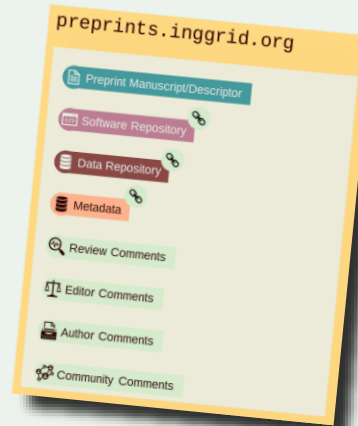 preprints.inggrid.org
Preprint Manuscript/Descriptor
Software Repository
Data Repository
Metadata
Review Comments
Editor Comments
Author Comments
Community Comments